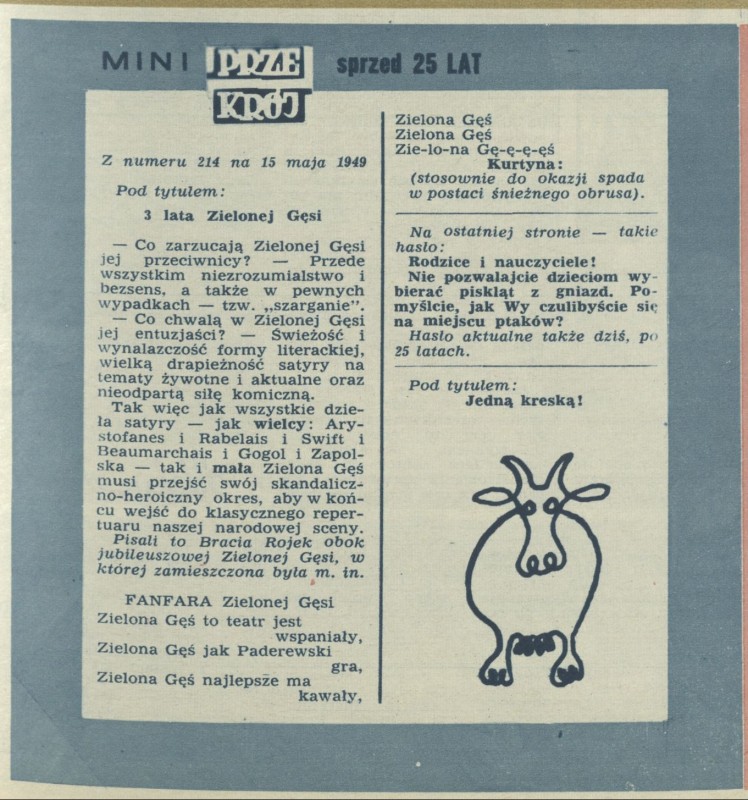 MINI PRZE
KRÓJ
sprzed 25 LAT
Z numeru 214 na 15 maja 1949
Pod tytułem:
3 lata Zielonej Gęsi
— Co zarzucają Zielonej Gęsi
jej przeciwnicy? — Przede
wszystkim niezrozumialstwo i
bezsens, a także w pewnych
wypadkach — tzw. „szarganie”.
— Co chwalą w Zielonej Gęsi
jej entuzjaści? — Świeżość i
wynalazczość formy literackiej,
wielką drapieżność satyry na
tematy żywotne i aktualne oraz
nieodpartą siłę komiczną.
Tak więc jak wszystkie dzie-
ła satyry — jak wielcy: Ary-
stofanes i Rabelais i Swift i
Beaumarchais i Gogol i Zapol-
ska — tak i mała Zielona Gęś
musi przejść swój skandalicz-
no-heroiczny okres, aby w koń-
cu wejść do klasycznego reper-
tuaru naszej narodowej sceny.
Pisali to Bracia Rojek obok
jubileuszowej Zielonej Gęsi, w
której zamieszczona była m. in.
FANFARA Zielonej Gęsi
Zielona Gęś to teatr jest
wspaniały,
Zielona Gęś jak Paderewski
gra,
Zielona Gęś najlepsze ma
kawały,
Zielona Gęś
Zielona Gęś
Zie-lo-na Gę-ę-ę-ęś
Kurtyna:
(stosownie do okazji spada
w postaci śnieżnego obrusa).
Na ostatniej stronie — takie
hasło:
Rodzice i nauczyciele!
Nie pozwalajcie dzieciom wy-
bierać piskląt z gniazd. Po-
myślcie, jak Wy czulibyście się
na miejscu ptaków?
Hasło aktualne także dziś, po
25 latach.
Pod tytułem:
Jedną kreską!